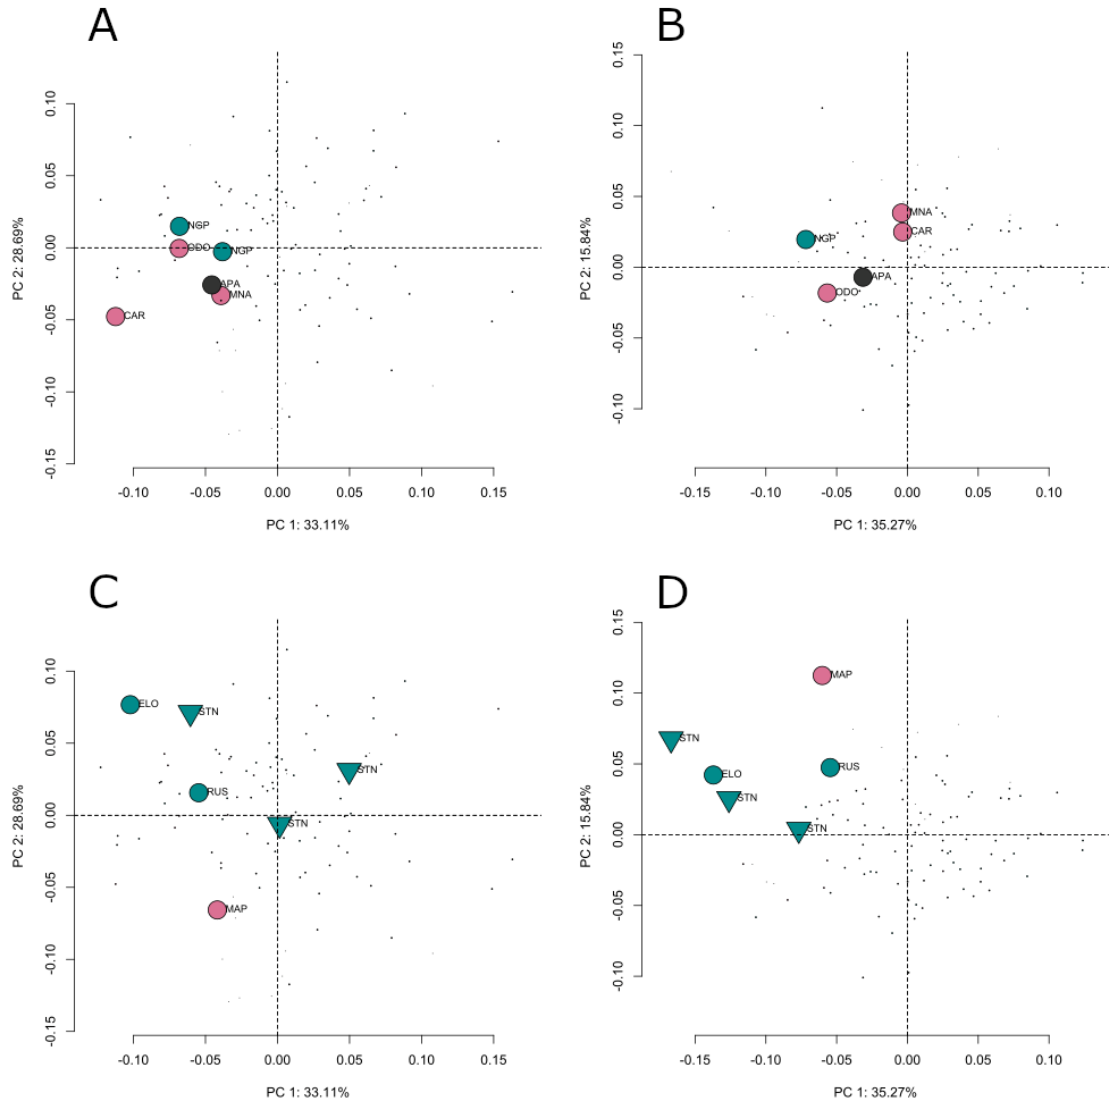 A
B
PC 2: 28.69%
0.10
0.05
0.00
-0.05
-0.10
-0.15
NGP
ODO
NGP
APA
MNA
CAR
-0.10
-0.05
0.00
0.05
0.10
0.15
PC 1: 33.11%
PC 2: 15.84%
0.15
0.10
0.05
0.00
-0.05
-0.10
MNA
CAR
NGP
APA
ODO
-0.15
-0.10
-0.05
0.00
0.05
0.10
PC 1: 35.27%
C
D
PC 2: 28.69%
0.10
0.05
0.00
-0.05
-0.10
-0.15
ELO
STN
STN
RUS
STN
MAP
-0.10
-0.05
0.00
0.05
0.10
0.15
PC 1: 33.11%
PC 2: 15.84%
0.15
0.10
0.05
0.00
-0.05
-0.10
MAP
STN
ELO
RUS
STN
STN
-0.15
-0.10
-0.05
0.00
0.05
0.10
PC 1: 35.27%